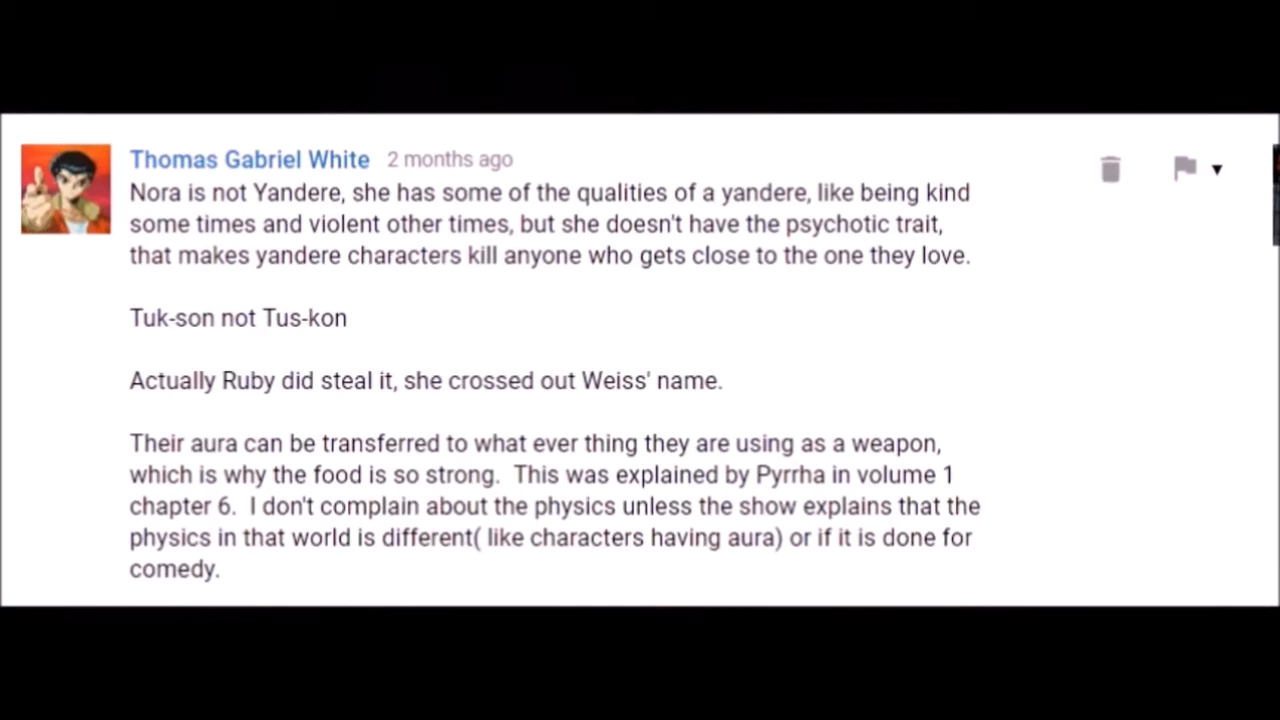 Thomas Gabriel White 2 months ago
Nora is not Yandere, she has some of the qualities of a yandere, like being kind
some times and violent other times, but she doesn't have the psychotic trait,
that makes yandere characters kill anyone who gets close to the one they love.
Tuk-son not Tus-kon
Actually Ruby did steal it, she crossed out Weiss' name.
Their aura can be transferred to what ever thing they are using as a weapon,
which is why the food is so strong.  This was explained by Pyrrha in volume 1
chapter 6.  I don't complain about the physics unless the show explains that the
physics in that world is different( like characters having aura) or if it is done for
comedy.